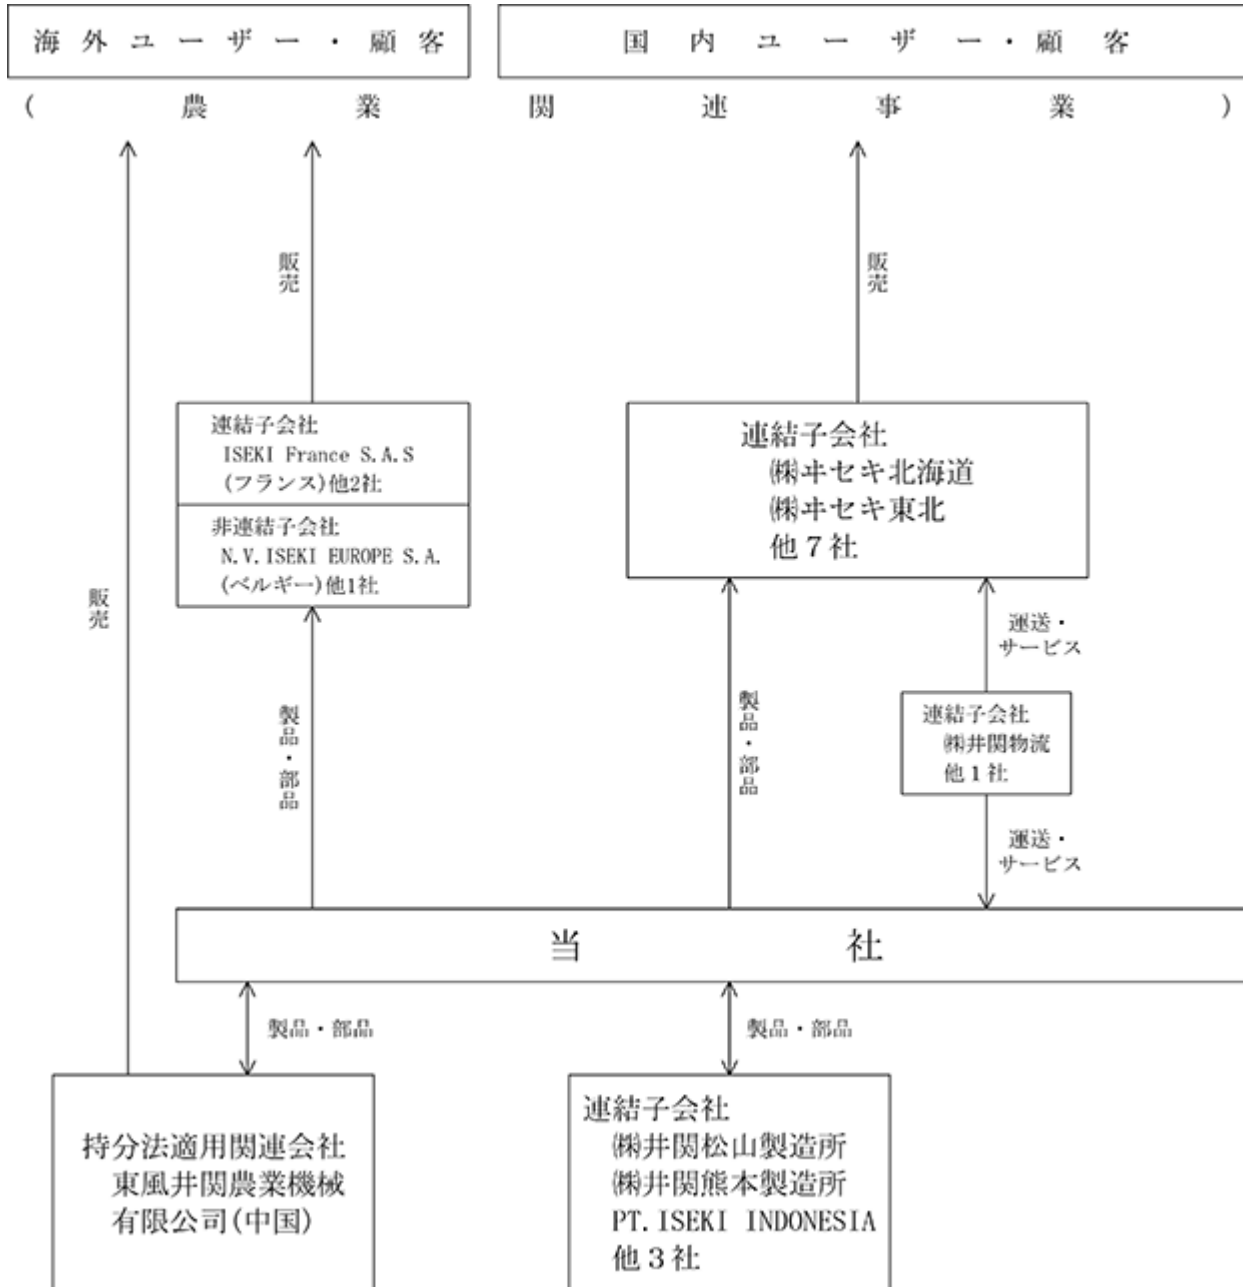 海外ユーザー・顧客
国内ユーザー・顧客
(農業関連事業)
販売
販売
連結子会社
ISEKI France S.A.S
(フランス)他2社
非連結子会社
N.V.ISEKI EUROPE S.A.
(ベルギー)他1社
連結子会社
㈱ヰセキ北海道
㈱ヰセキ東北
他７社
販売
運送・
サービス
製品・部品
製品・部品
連結子会社
㈱井関物流
他１社
運送・
サービス
当社
製品・部品
製品・部品
持分法適用関連会社
東風井関農業機械
有限公司(中国)
連結子会社
㈱井関松山製造所
㈱井関熊本製造所
PT.ISEKI INDONESIA
他３社